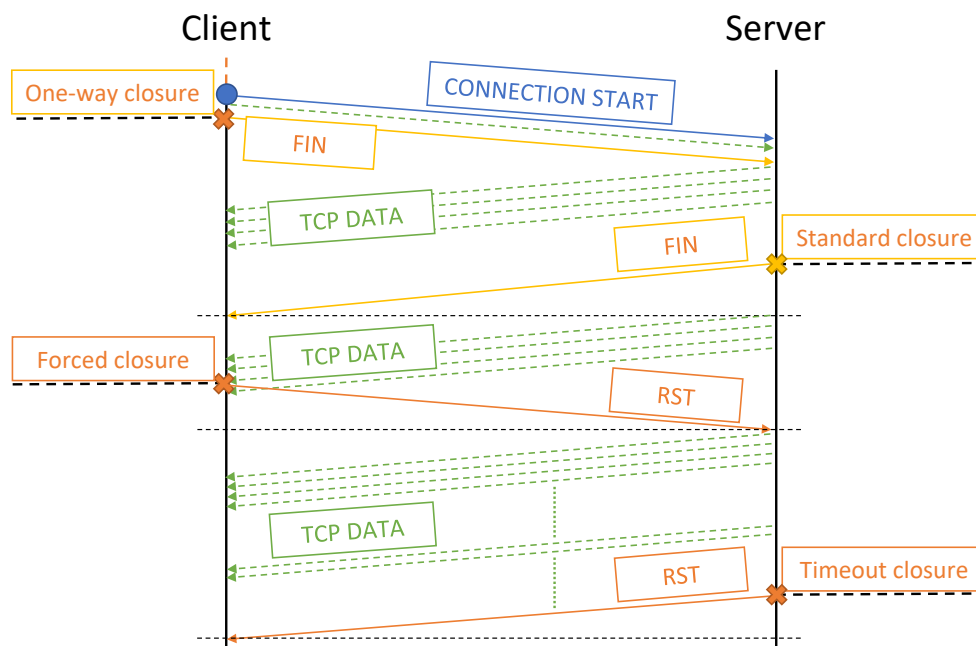 Client
Server
One-way closure
CONNECTION START
FIN
TCP DATA
FIN
Standard closure
TCP DATA
Forced closure
RST
TCP DATA
RST
Timeout closure